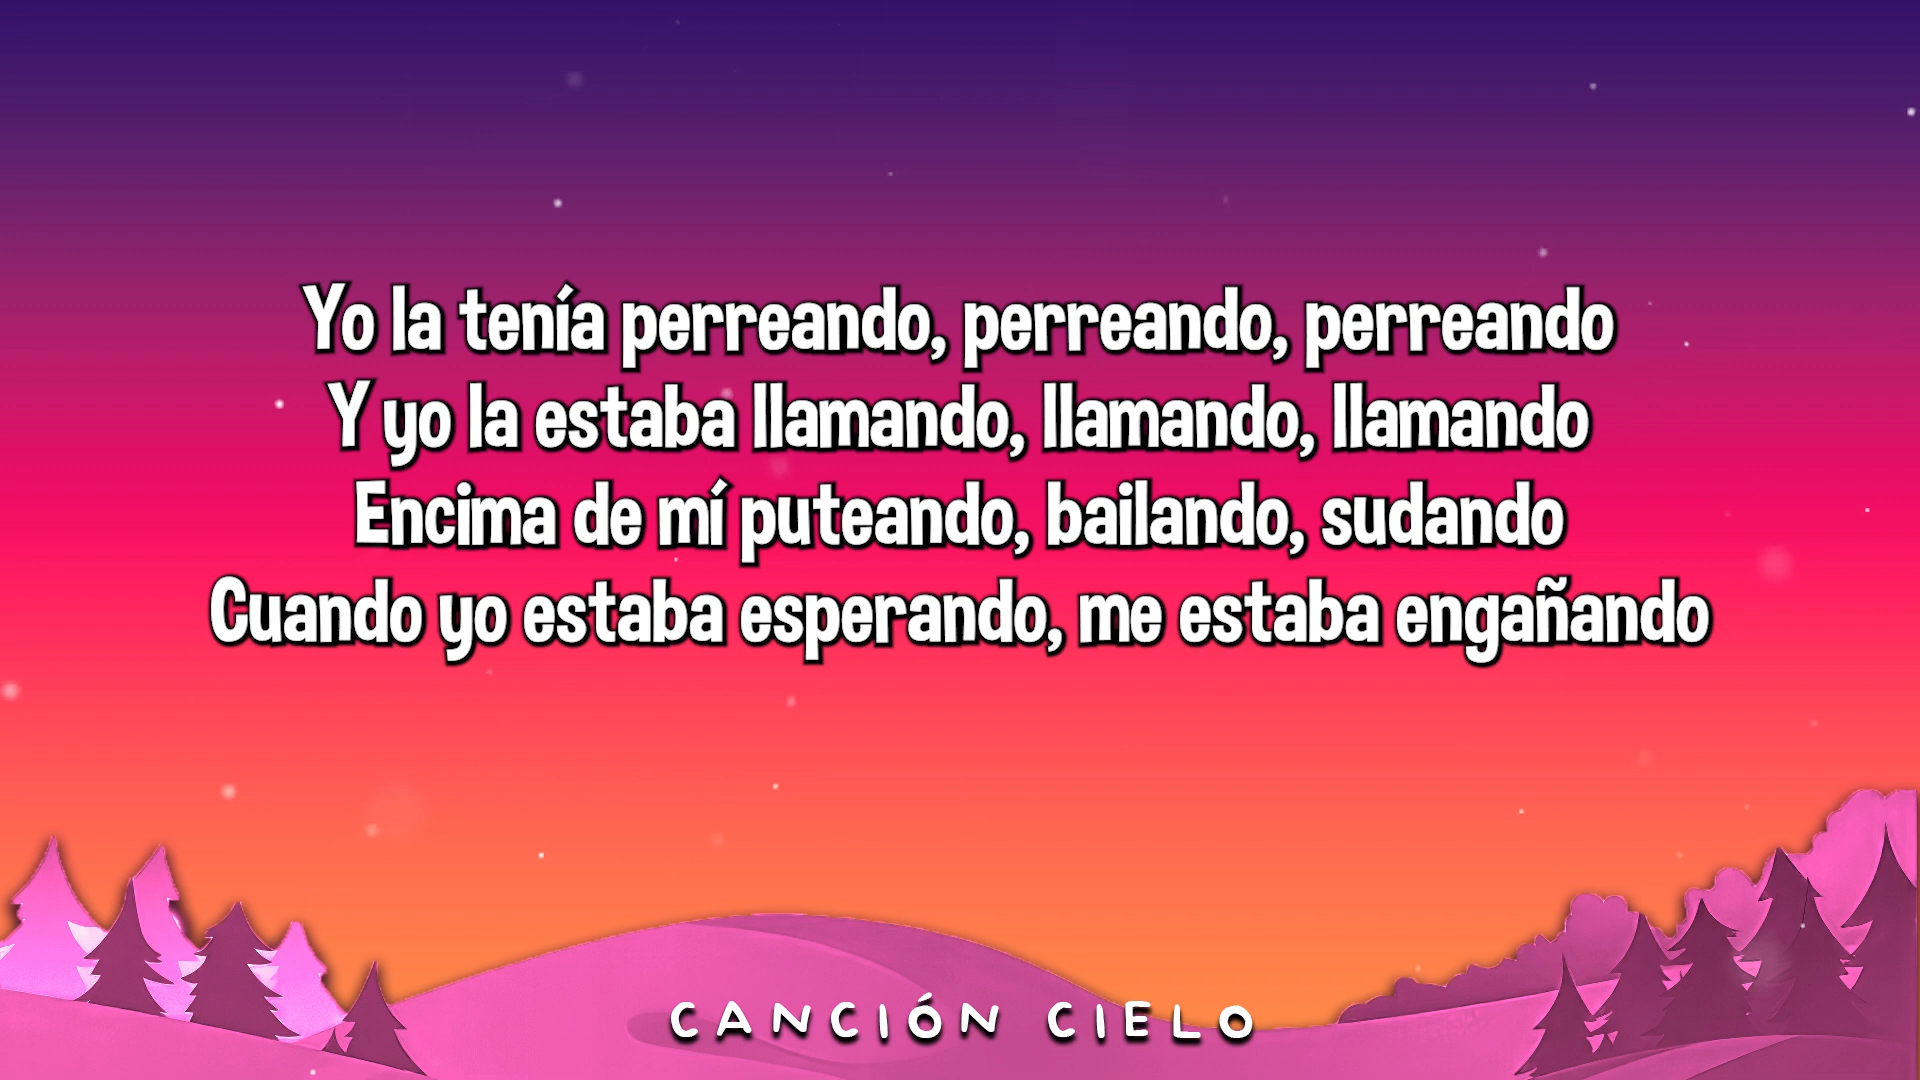 Yo la tenía perreando, perreando, perreando
Y yo la estaba llamando, llamando, llamando
Encima de mí puteando, bailando, sudando
Cuando yo estaba esperando, me estaba engañando
CANCIÓN CIELO